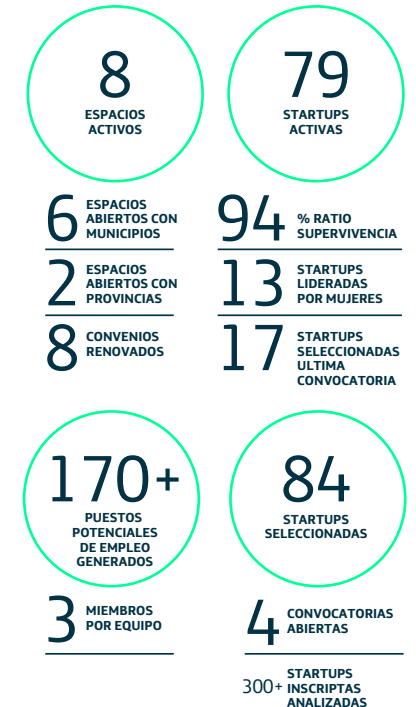 8
ESPACIOS
ACTIVOS
79
STARTUPS
ACTIVAS
6 ESPACIOS
ABIERTOS CON
MUNICIPIOS
2 ESPACIOS
ABIERTOS CON
PROVINCIAS
8 CONVENIOS
RENOVADOS
94 % RATIO
SUPERVIVENCIA
13 STARTUPS
LIDERADAS
POR MUJERES
17 STARTUPS
SELECCIONADAS
ULTIMA
CONVOCATORIA
170+
PUESTOS
POTENCIALES
DE EMPLEO
GENERADOS
3 MIEMBROS
POR EQUIPO
84
STARTUPS
SELECCIONADAS
4 CONVOCATORIAS
ABIERTAS
300+ STARTUPS
INSCRIPTAS
ANALIZADAS